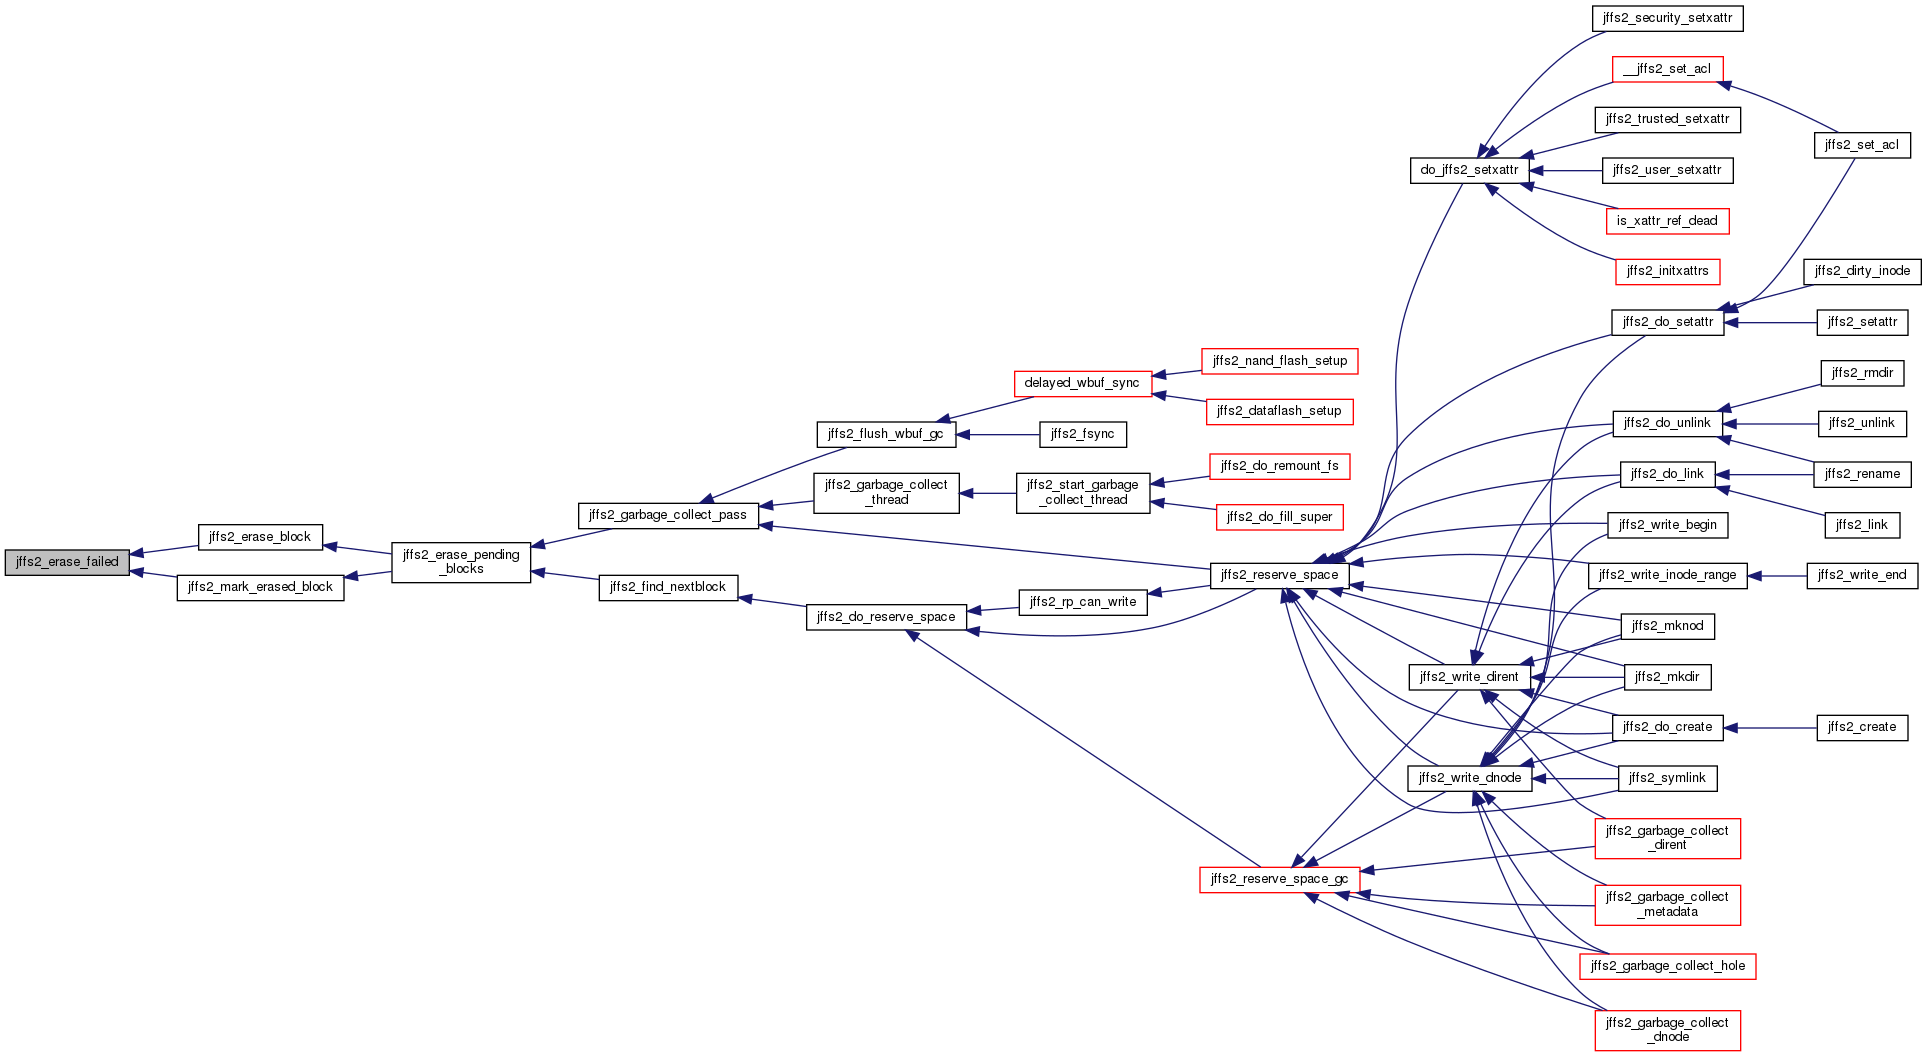 jffs2_erase_failed
jffs2_erase_block
jffs2_mark_erased_block
jffs2_erase_pending
_blocks
jffs2_garbage_collect_pass
jffs2_find_nextblock
jffs2_flush_wbuf_gc
jffs2_garbage_collect
_thread
jffs2_do_reserve_space
delayed_wbuf_sync
jffs2_fsync
jffs2_start_garbage
_collect_thread
jffs2_rp_can_write
jffs2_nand_flash_setup
jffs2_dataflash_setup
jffs2_do_remount_fs
jffs2_do_fill_super
jffs2_reserve_space
jffs2_reserve_space_gc
do_jffs2_setxattr
jffs2_write_dirent
jffs2_write_dnode
jffs2_security_setxattr
__jffs2_set_acl
jffs2_trusted_setxattr
jffs2_user_setxattr
is_xattr_ref_dead
jffs2_initxattrs
jffs2_do_setattr
jffs2_do_unlink
jffs2_do_link
jffs2_write_begin
jffs2_write_inode_range
jffs2_mknod
jffs2_mkdir
jffs2_do_create
jffs2_symlink
jffs2_garbage_collect
_dirent
jffs2_garbage_collect
_metadata
jffs2_garbage_collect_hole
jffs2_garbage_collect
_dnode
jffs2_set_acl
jffs2_dirty_inode
jffs2_setattr
jffs2_rmdir
jffs2_unlink
jffs2_rename
jffs2_link
jffs2_write_end
jffs2_create